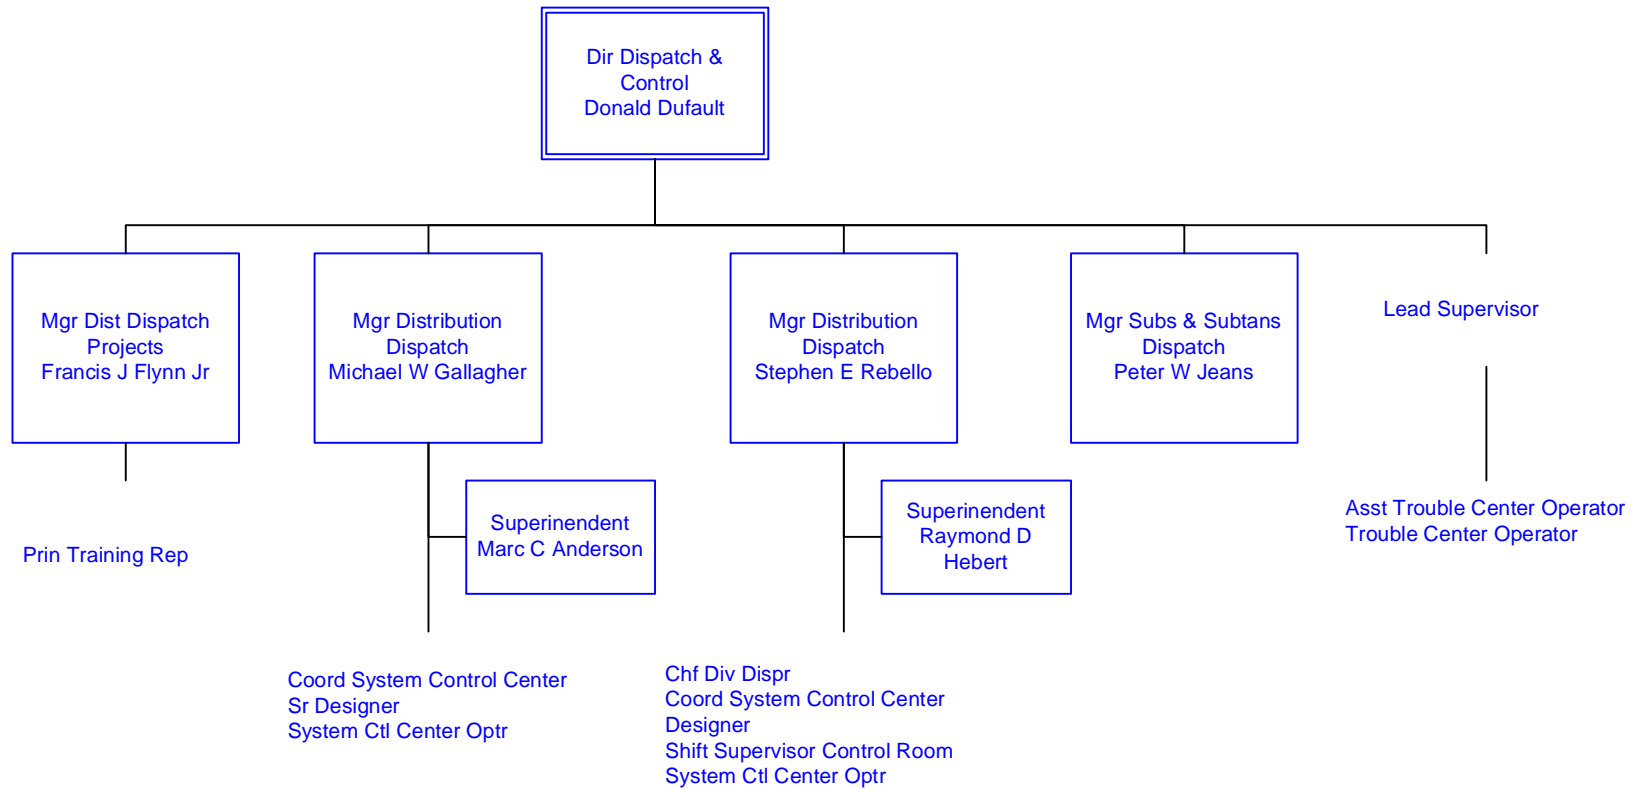 Dir Dispatch &
Control
Donald Dufault
Mgr Dist Dispatch
Projects
Francis J Flynn Jr
Mgr Distribution
Dispatch
Michael W Gallagher
Mgr Distribution
Dispatch
Stephen E Rebello
Mgr Subs & Subtans
Dispatch
Peter W Jeans
Lead Supervisor
Prin Training Rep
Superinendent
Marc C Anderson
Superinendent
Raymond D
Hebert
Asst Trouble Center Operator
Trouble Center Operator
Coord System Control Center
Sr Designer
System Ctl Center Optr
Chf Div Dispr
Coord System Control Center
Designer
Shift Supervisor Control Room
System Ctl Center Optr